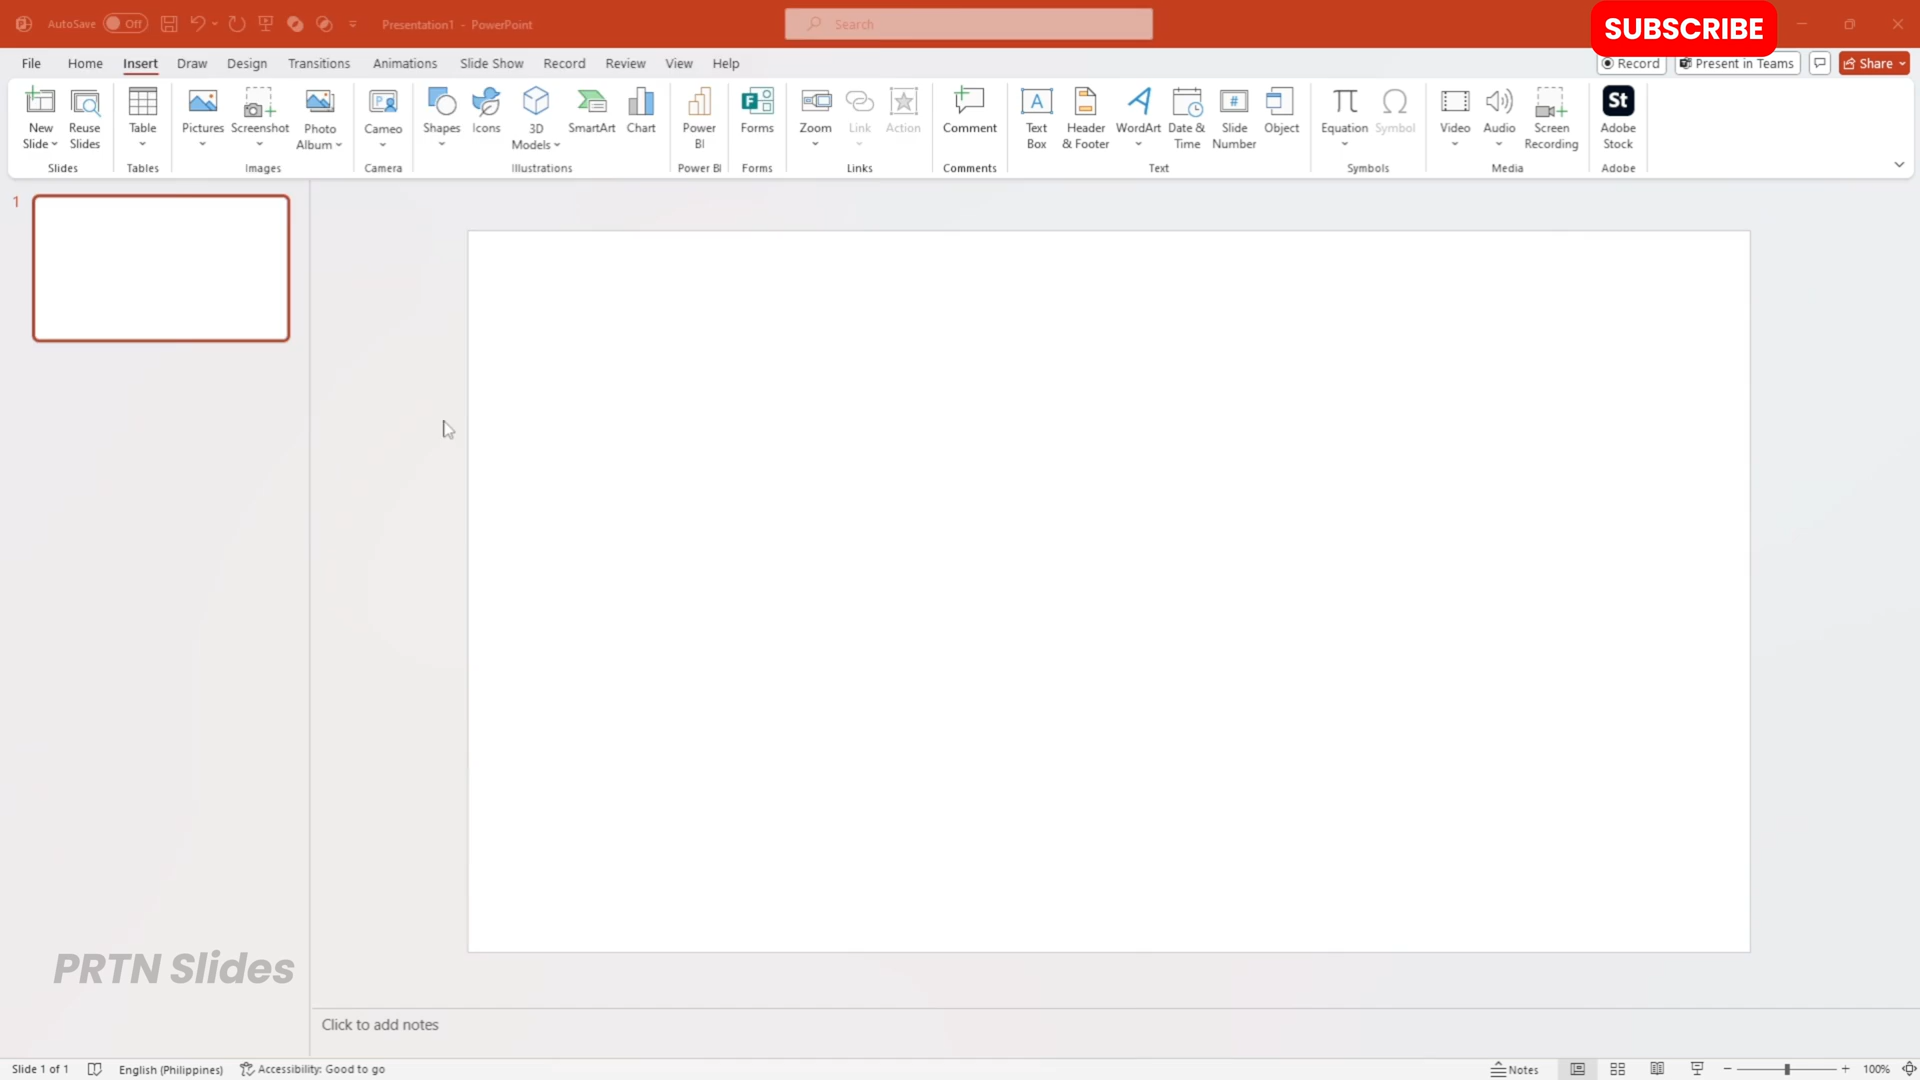 AutoSave Off Presentation1 - PowerPoint Search SUBSCRIBE
File Home Insert Draw Design Transitions Animations Slide Show Record Review View Help Record Present in Teams Share
New Slide Reuse Slides Table Pictures Screenshot Photo Album Cameo Shapes Icons 3D Models SmartArt Chart Power BI Forms Zoom Link Action Comment Text Box Header & Footer WordArt Date & Time Slide Number Object Equation Symbol Video Audio Screen Recording St Adobe Stock
Slides Tables Images Camera Illustrations Power BI Forms Links Comments Text Symbols Media Adobe
1
PRTN Slides
Click to add notes
Slide 1 of 1 English (Philippines) Accessibility: Good to go Notes 100%